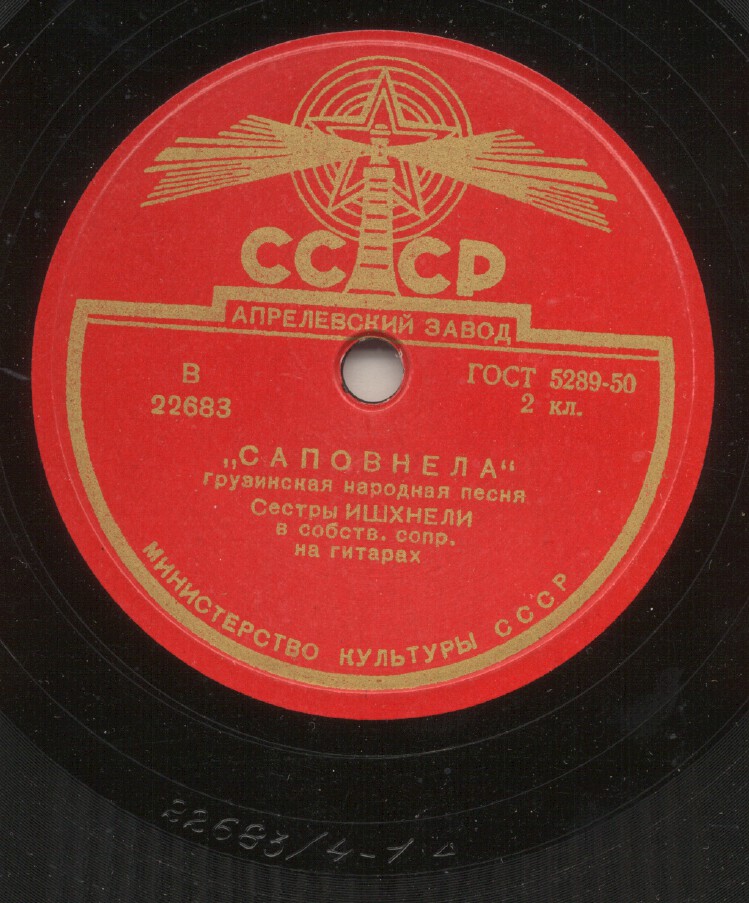 СССР
АПРЕЛЕВСКИЙ ЗАВОД
В
22683
ГОСТ 5289-50
2 кл.
„САПОВНЕЛА“
грузинская народная песня
Сестры ИШХНЕЛИ
в собств. сопр.
на гитарах
МИНИСТЕРСТВО КУЛЬТУРЫ СССР
22683/4-1